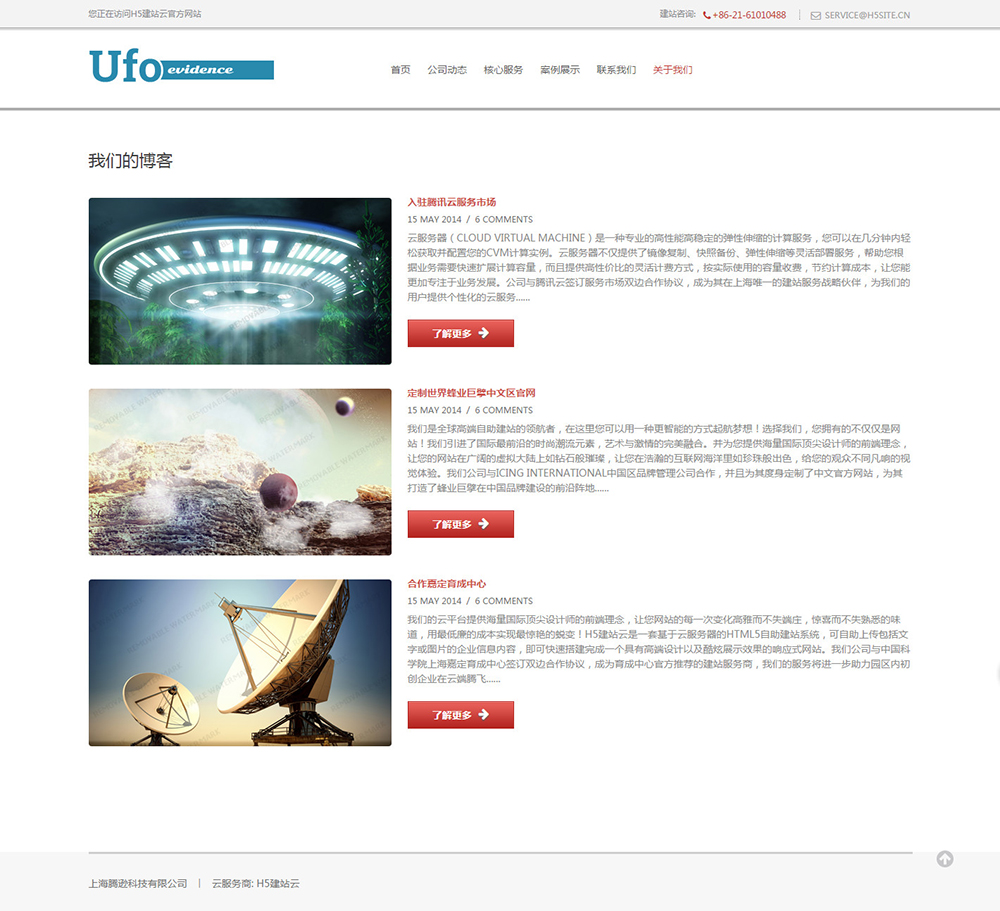 您正在访问H5建站云官方网站
建站咨询: +86-21-61010488 | SERVICE@H5SITE.CN
Ufo evidence
首页 公司动态 核心服务 案例展示 联系我们 关于我们
我们的博客
入驻腾讯云服务市场
15 MAY 2014 / 6 COMMENTS
云服务器（CLOUD VIRTUAL MACHINE）是一种专业的高性能高稳定的弹性伸缩的计算服务，您可以在几分钟内轻
松获取并配置您的CVM计算实例。云服务器不仅提供了镜像复制、快照备份、弹性伸缩等灵活部署服务，帮助您根
据业务需要快速扩展计算容量，而且提供高性价比的灵活计费方式，按实际使用的容量收费，节约计算成本，让您能
更加专注于业务发展。公司与腾讯云签订服务市场双边合作协议，成为其在上海唯一的建站服务战略伙伴，为我们的
用户提供个性化的云服务......
了解更多
定制世界蜂业巨擘中文区官网
15 MAY 2014 / 6 COMMENTS
我们是全球高端自助建站的领航者，在这里您可以用一种更智能的方式起航梦想！选择我们，您拥有的不仅仅是网
站！我们引进了国际最前沿的时尚潮流元素，艺术与激情的完美融合。并为您提供海量国际顶尖设计师的前端理念，
让您的网站在广阔的虚拟大陆上如钻石般璀璨，让您在浩瀚的互联网海洋里如珍珠般出色，给您的观众不同凡响的视
觉体验。我们公司与ICING INTERNATIONAL中国区品牌管理公司合作，并且为其度身定制了中文官方网站，为其
打造了蜂业巨擘在中国品牌建设的前沿阵地......
了解更多
合作嘉定育成中心
15 MAY 2014 / 6 COMMENTS
我们的云平台提供海量国际顶尖设计师的前端理念，让您网站的每一次变化高雅而不失端庄，惊喜而不失熟悉的味
道，用最低廉的成本实现最惊艳的蜕变！H5建站云是一套基于云服务器的HTML5自助建站系统，可自助上传包括文
字或图片的企业信息内容，即可快速搭建完成一个具有高端设计以及酷炫展示效果的响应式网站。我们公司与中国科
学院上海嘉定育成中心签订双边合作协议，成为育成中心官方推荐的建站服务商，我们的服务将进一步助力园区内初
创企业在云端腾飞......
了解更多
上海腾逊科技有限公司 | 云服务商: H5建站云